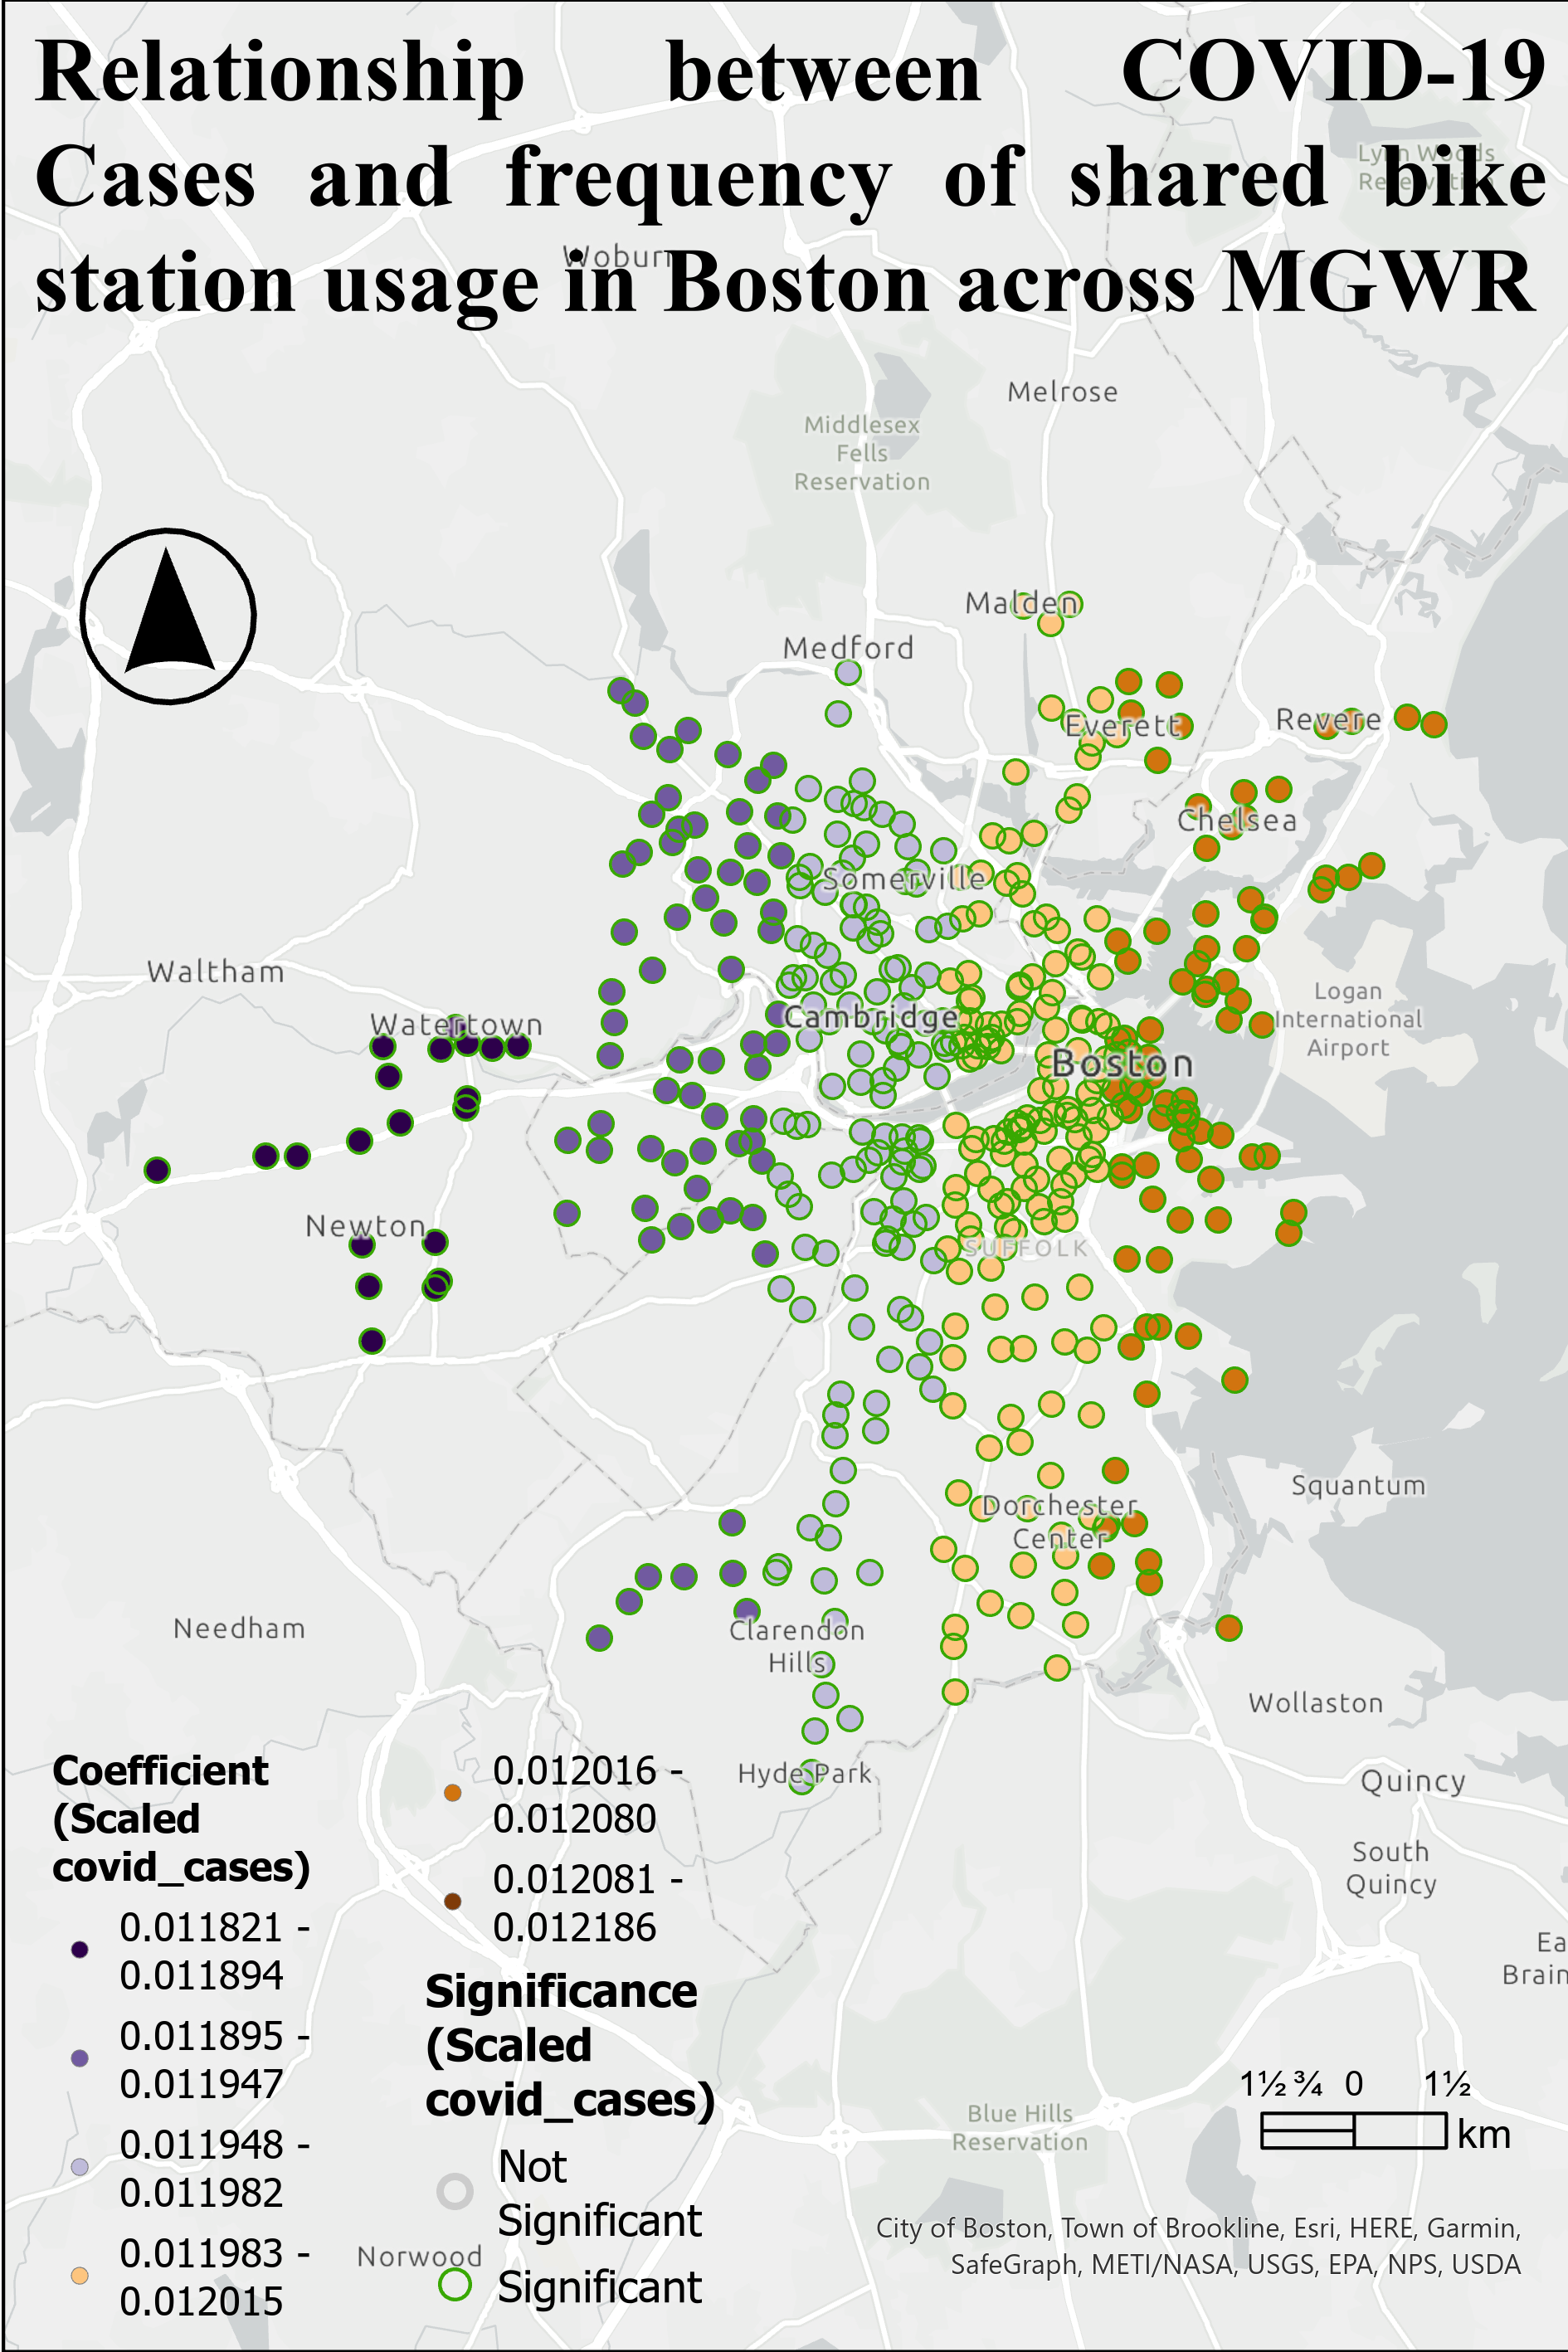 Relationship between COVID-19
Cases and frequency of shared bike
station usage in Boston across MGWR
Lynn Woods
Reservation
Woburn
Melrose
Middlesex
Fells
Reservation
Malden
Medford
Everett
Revere
Chelsea
Somerville
Waltham
Watertown
Cambridge
Logan
International
Airport
Boston
Newton
SUFFOLK
Squantum
Dorchester
Center
Needham
Clarendon
Hills
Wollaston
Hyde Park
Quincy
South
Quincy
Ea
Brain
Coefficient
(Scaled
covid_cases)
0.011821 -
0.011894
0.011895 -
0.011947
0.011948 -
0.011982
0.011983 -
0.012015
0.012016 -
0.012080
0.012081 -
0.012186
Significance
(Scaled
covid_cases)
Not
Significant
Significant
Norwood
Blue Hills
Reservation
1½ ¾ 0 1½
km
City of Boston, Town of Brookline, Esri, HERE, Garmin,
SafeGraph, METI/NASA, USGS, EPA, NPS, USDA